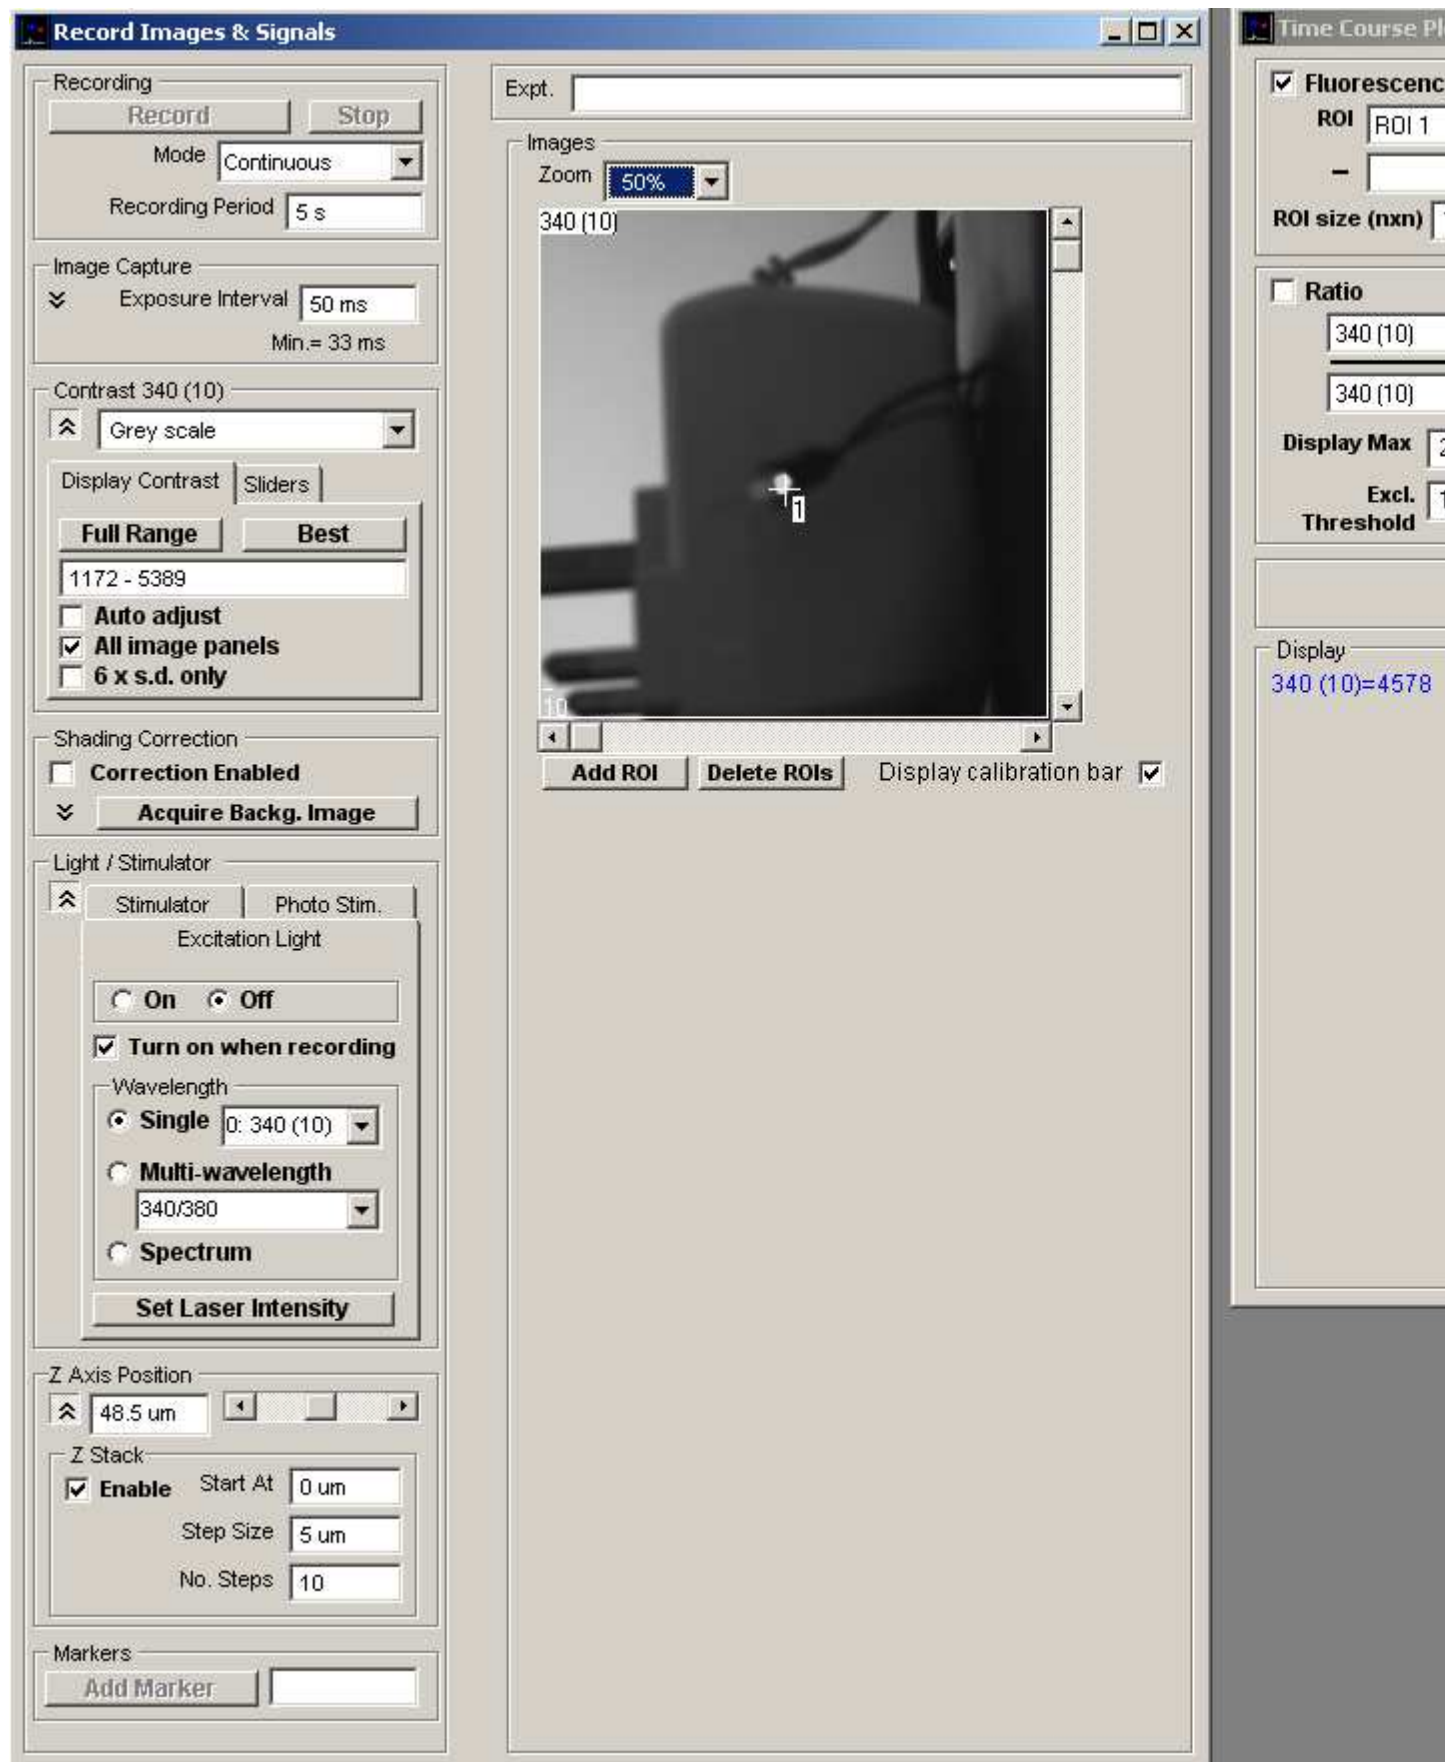 Record Images & Signals
Recording
Record Stop
Mode Continuous
Recording Period 5 s
Image Capture
Exposure Interval 50 ms
Min.= 33 ms
Contrast 340 (10)
Grey scale
Display Contrast Sliders
Full Range Best
1172 - 5389
Auto adjust
All image panels
6 x s.d. only
Shading Correction
Correction Enabled
Acquire Backg. Image
Light / Stimulator
Stimulator Photo Stim.
Excitation Light
On Off
Turn on when recording
Wavelength
Single 0: 340 (10)
Multi-wavelength
340/380
Spectrum
Set Laser Intensity
Z Axis Position
48.5 um
Z Stack
Enable Start At 0 um
Step Size 5 um
No. Steps 10
Markers
Add Marker
Expt.
Images
Zoom 50%
340 (10)
1
10
Add ROI Delete ROIs Display calibration bar
Time Course Pl
Fluorescenc
ROI ROI 1
–
ROI size (nxn)
Ratio
340 (10)
340 (10)
Display Max 2
Excl.
Threshold
Display
340 (10)=4578